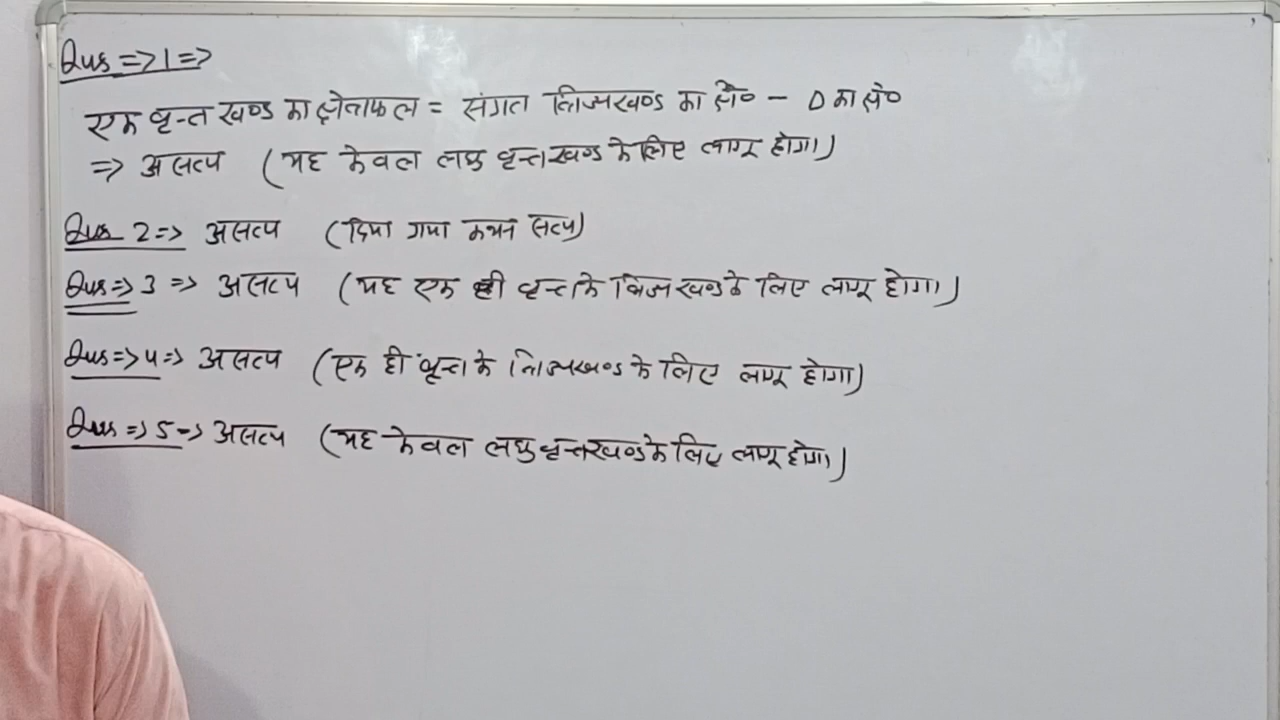 Qus => 1 =>
एक वृत्त खण्ड का क्षेत्रफल = संगत त्रिज्यखण्ड का क्षे० - Δ का क्षे०
=> असत्य (यह केवल लघु वृत्तखण्ड के लिए लागू होगा)
Qus 2 => असत्य (दिया गया कथन सत्य)
Qus => 3 => असत्य (यह एक ही वृत्त के त्रिज्यखण्ड के लिए लागू होगा)
Qus => 4 => असत्य (एक ही वृत्त के त्रिज्यखण्ड के लिए लागू होगा)
Qus => 5 => असत्य (यह केवल लघु वृत्तखण्ड के लिए लागू होगा)